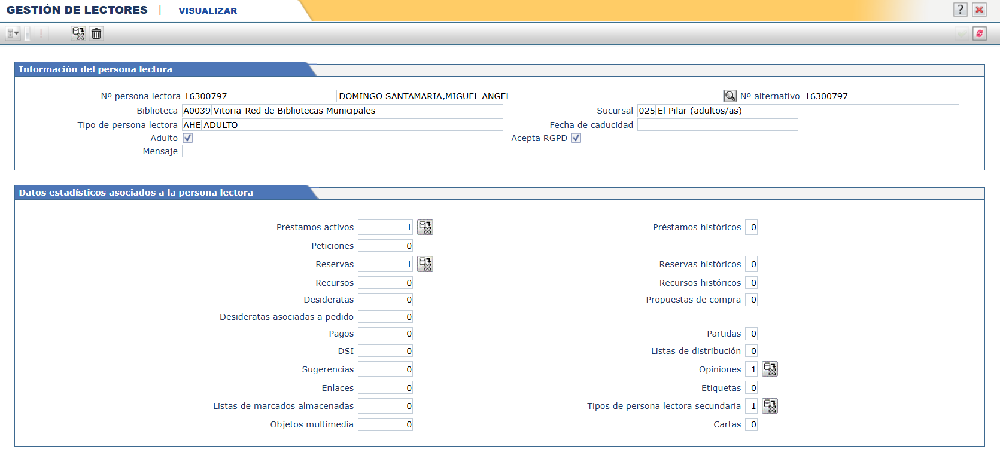 GESTIÓN DE LECTORES | VISUALIZAR
?
Información del persona lectora
Nº persona lectora 16300797 DOMINGO SANTAMARIA,MIGUEL ANGEL Nº alternativo 16300797
Biblioteca A0039 Vitoria-Red de Bibliotecas Municipales Sucursal 025 El Pilar (adultos/as)
Tipo de persona lectora AHE ADULTO Fecha de caducidad
Adulto Acepta RGPD
Mensaje
Datos estadísticos asociados a la persona lectora
Préstamos activos 1 Préstamos históricos 0
Peticiones 0
Reservas 1 Reservas históricos 0
Recursos 0 Recursos históricos 0
Desideratas 0 Propuestas de compra 0
Desideratas asociadas a pedido 0
Pagos 0 Partidas 0
DSI 0 Listas de distribución 0
Sugerencias 0 Opiniones 1
Enlaces 0 Etiquetas 0
Listas de marcados almacenadas 0 Tipos de persona lectora secundaria 1
Objetos multimedia 0 Cartas 0